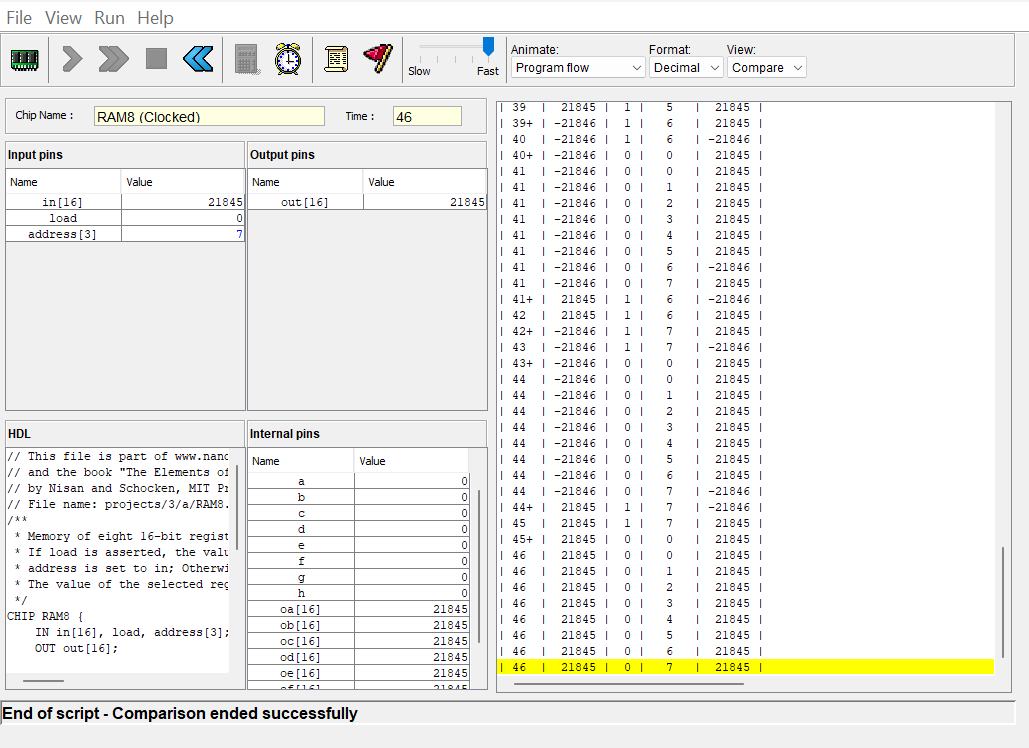 File View Run Help
Slow Fast
Animate: Format: View:
Program flow Decimal Compare
Chip Name : RAM8 (Clocked) Time : 46
Input pins
Name Value
in[16] 21845
load 0
address[3] 7
Output pins
Name Value
out[16] 21845
HDL
// This file is part of www.nand
// and the book "The Elements of
// by Nisan and Schocken, MIT Pr
// File name: projects/3/a/RAM8.
/**
* Memory of eight 16-bit regist
* If load is asserted, the valu
* address is set to in; Otherwi
* The value of the selected reg
*/
CHIP RAM8 {
IN in[16], load, address[3];
OUT out[16];
Internal pins
Name Value
a 0
b 0
c 0
d 0
e 0
f 0
g 0
h 0
oa[16] 21845
ob[16] 21845
oc[16] 21845
od[16] 21845
oe[16] 21845
of[16] 21845
| 39 | 21845 | 1 | 5 | 21845 |
| 39+ | -21846 | 1 | 6 | 21845 |
| 40 | -21846 | 1 | 6 | -21846 |
| 40+ | -21846 | 0 | 0 | 21845 |
| 41 | -21846 | 0 | 0 | 21845 |
| 41 | -21846 | 0 | 1 | 21845 |
| 41 | -21846 | 0 | 2 | 21845 |
| 41 | -21846 | 0 | 3 | 21845 |
| 41 | -21846 | 0 | 4 | 21845 |
| 41 | -21846 | 0 | 5 | 21845 |
| 41 | -21846 | 0 | 6 | -21846 |
| 41 | -21846 | 0 | 7 | 21845 |
| 41+ | 21845 | 1 | 6 | -21846 |
| 42 | 21845 | 1 | 6 | 21845 |
| 42+ | -21846 | 1 | 7 | 21845 |
| 43 | -21846 | 1 | 7 | -21846 |
| 43+ | -21846 | 0 | 0 | 21845 |
| 44 | -21846 | 0 | 0 | 21845 |
| 44 | -21846 | 0 | 1 | 21845 |
| 44 | -21846 | 0 | 2 | 21845 |
| 44 | -21846 | 0 | 3 | 21845 |
| 44 | -21846 | 0 | 4 | 21845 |
| 44 | -21846 | 0 | 5 | 21845 |
| 44 | -21846 | 0 | 6 | 21845 |
| 44 | -21846 | 0 | 7 | -21846 |
| 44+ | 21845 | 1 | 7 | -21846 |
| 45 | 21845 | 1 | 7 | 21845 |
| 45+ | 21845 | 0 | 0 | 21845 |
| 46 | 21845 | 0 | 0 | 21845 |
| 46 | 21845 | 0 | 1 | 21845 |
| 46 | 21845 | 0 | 2 | 21845 |
| 46 | 21845 | 0 | 3 | 21845 |
| 46 | 21845 | 0 | 4 | 21845 |
| 46 | 21845 | 0 | 5 | 21845 |
| 46 | 21845 | 0 | 6 | 21845 |
| 46 | 21845 | 0 | 7 | 21845 |
End of script - Comparison ended successfully